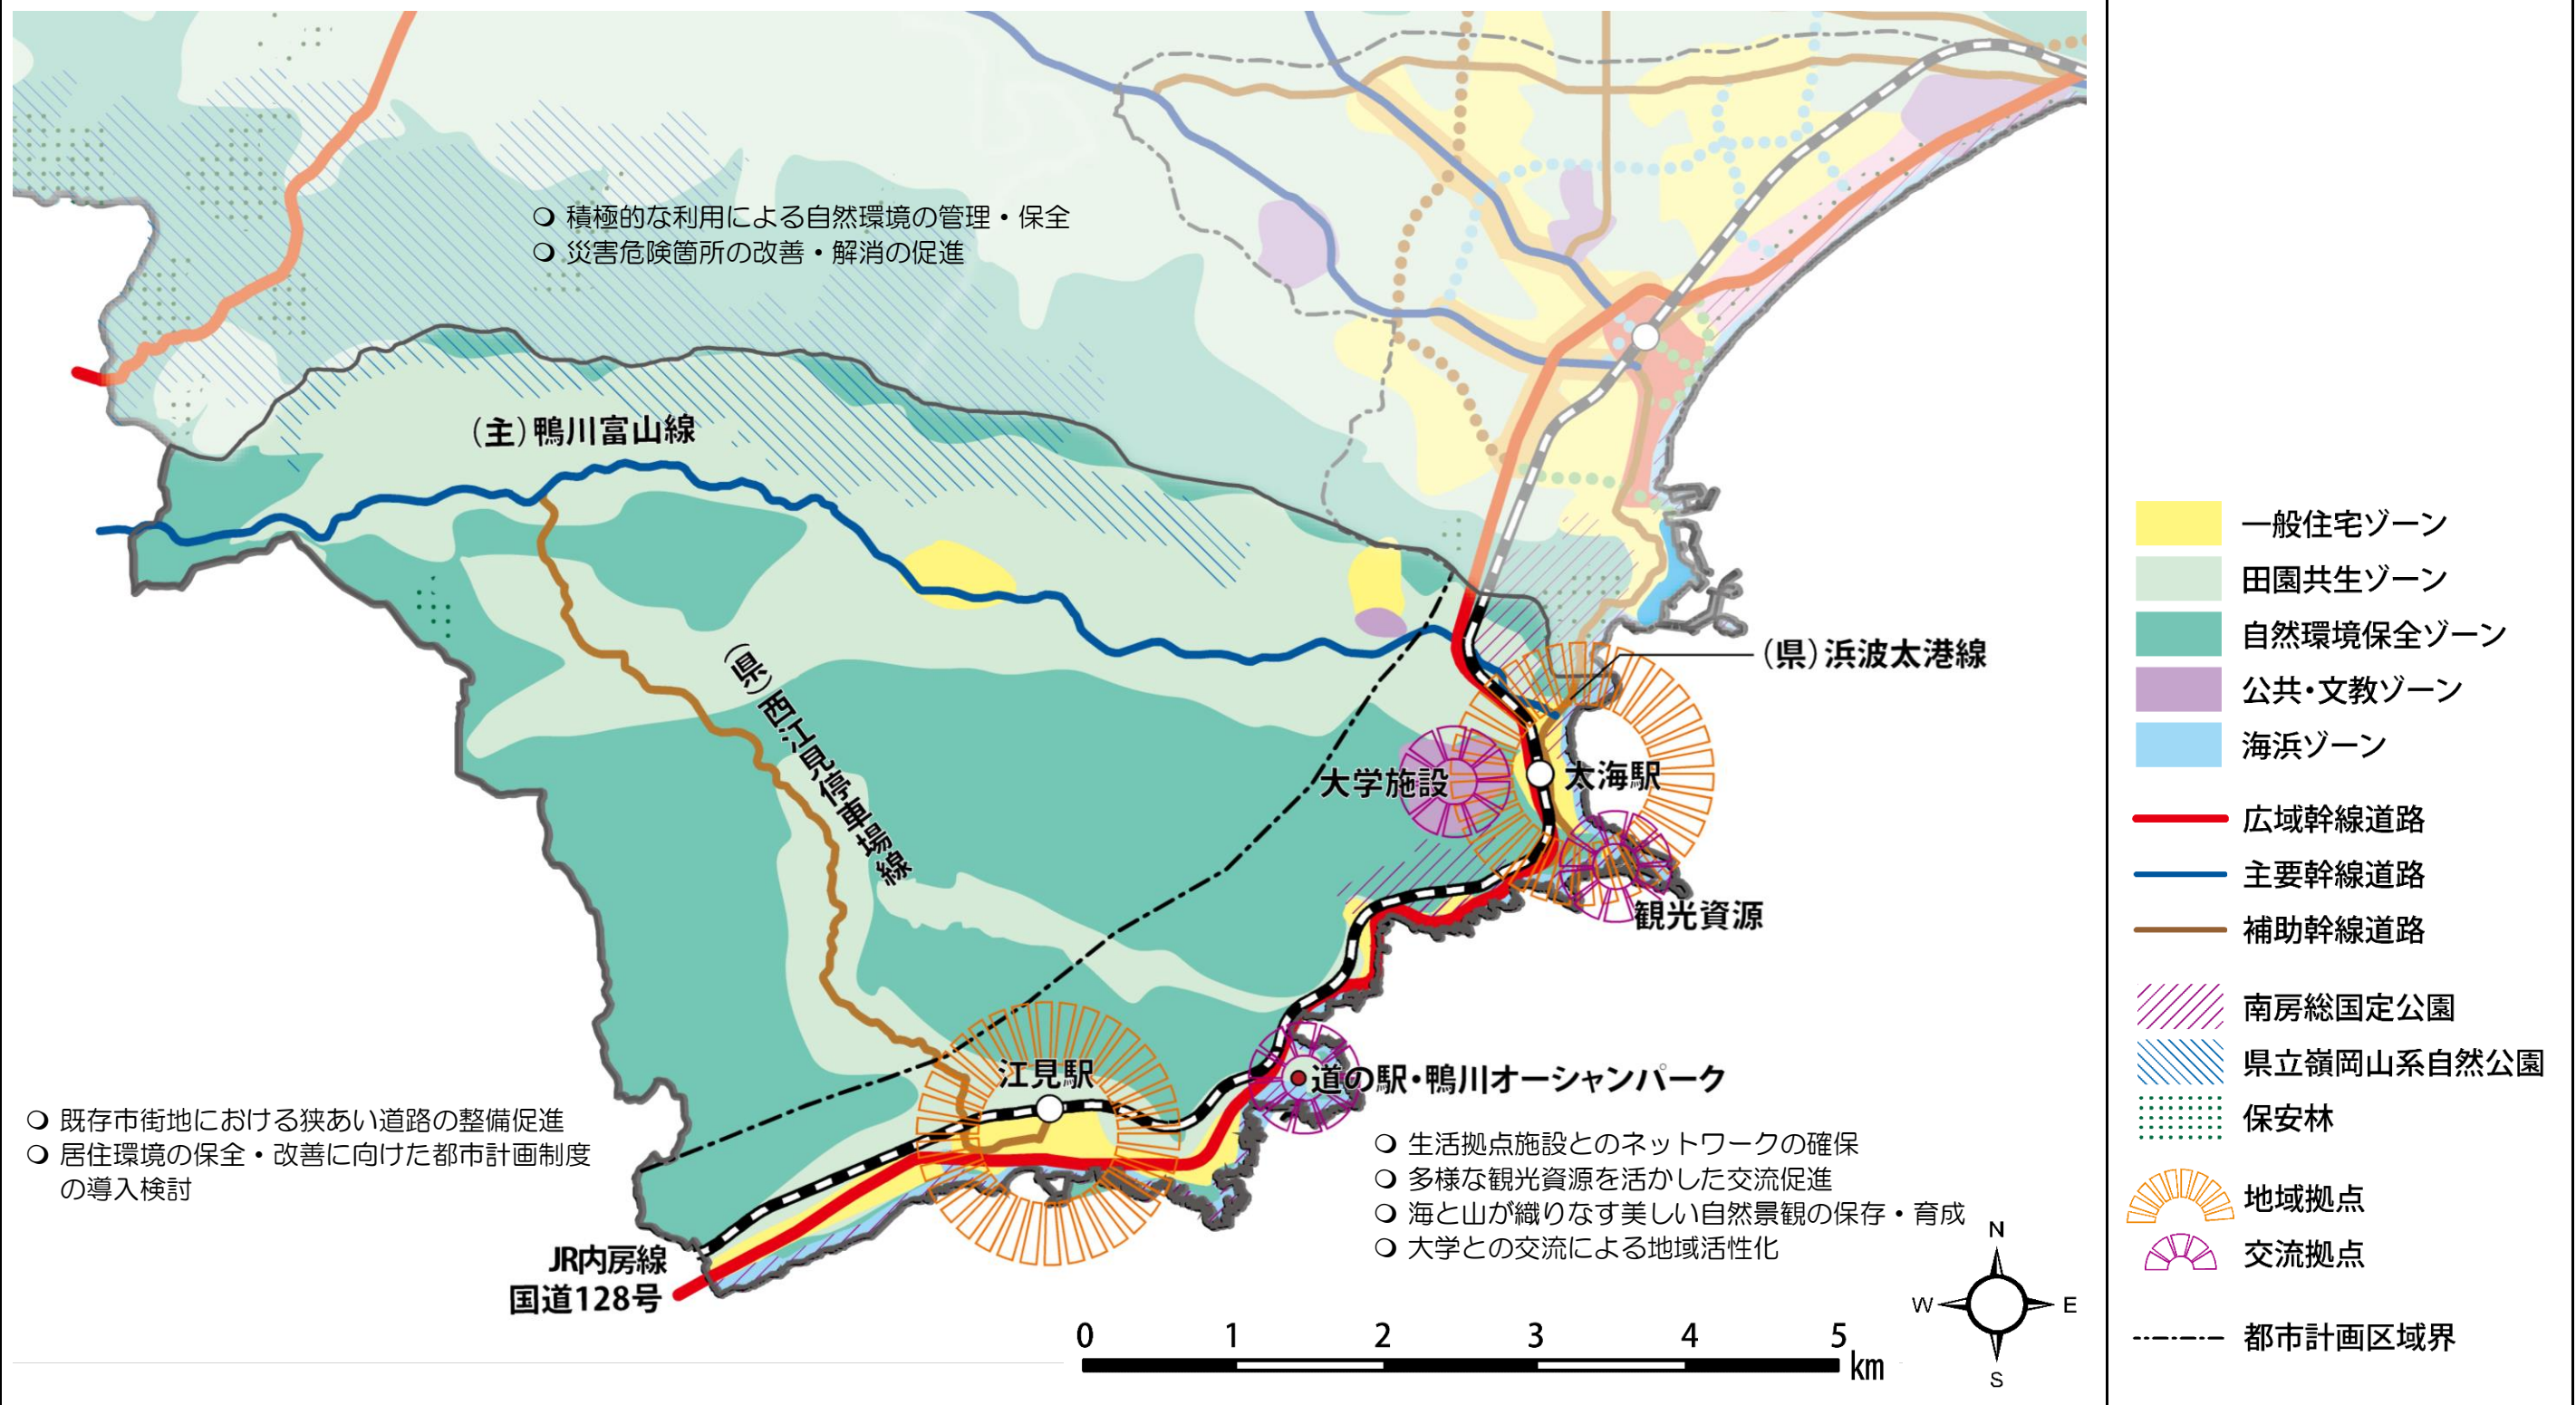 ○ 積極的な利用による自然環境の管理・保全
○ 災害危険箇所の改善・解消の促進
(主)鴨川富山線
(県)浜波太港線
(県)西江見停車場線
大学施設
太海駅
観光資源
江見駅
道の駅・鴨川オーシャンパーク
○ 既存市街地における狭あい道路の整備促進
○ 居住環境の保全・改善に向けた都市計画制度
の導入検討
○ 生活拠点施設とのネットワークの確保
○ 多様な観光資源を活かした交流促進
○ 海と山が織りなす美しい自然景観の保存・育成
○ 大学との交流による地域活性化
JR内房線
国道128号
N
W
E
S
0 1 2 3 4 5
km
一般住宅ゾーン
田園共生ゾーン
自然環境保全ゾーン
公共・文教ゾーン
海浜ゾーン
広域幹線道路
主要幹線道路
補助幹線道路
南房総国定公園
県立嶺岡山系自然公園
保安林
地域拠点
交流拠点
都市計画区域界